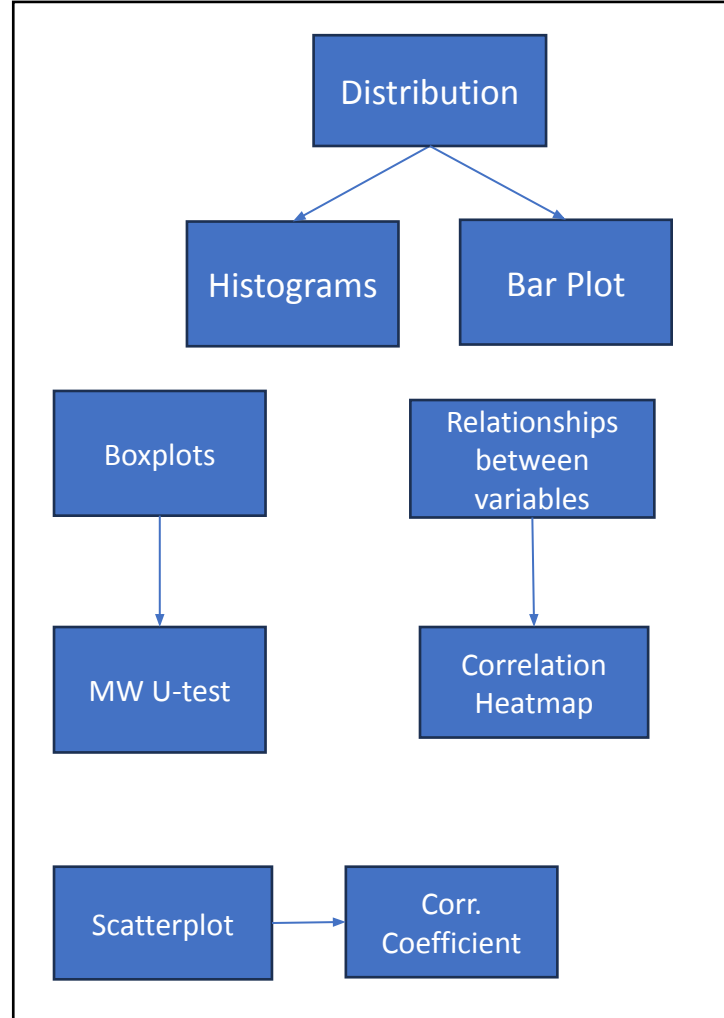 Distribution
Histograms
Bar Plot
Boxplots
Relationships
between
variables
MW U-test
Correlation
Heatmap
Scatterplot
Corr.
Coefficient